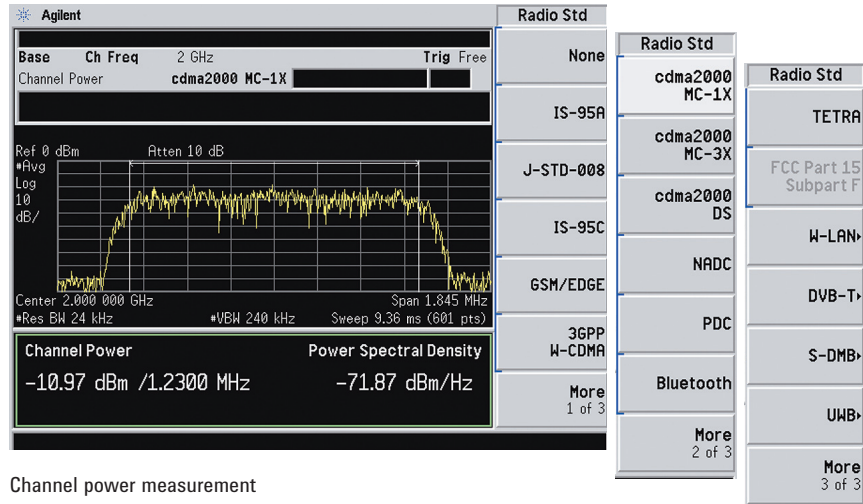 Agilent
Base Ch Freq 2 GHz Trig Free
Channel Power cdma2000 MC-1X
Ref 0 dBm Atten 10 dB
#Avg
Log
10
dB/
Center 2.000 000 GHz Span 1.845 MHz
#Res BW 24 kHz #VBW 240 kHz Sweep 9.36 ms (601 pts)
Channel Power Power Spectral Density
-10.97 dBm /1.2300 MHz -71.87 dBm/Hz
Radio Std
None
IS-95A
J-STD-008
IS-95C
GSM/EDGE
3GPP
W-CDMA
More
1 of 3
Radio Std
cdma2000
MC-1X
cdma2000
MC-3X
cdma2000
DS
NADC
PDC
Bluetooth
More
2 of 3
Radio Std
TETRA
FCC Part 15
Subpart F
W-LAN
DVB-T
S-DMB
UWB
More
3 of 3
Channel power measurement